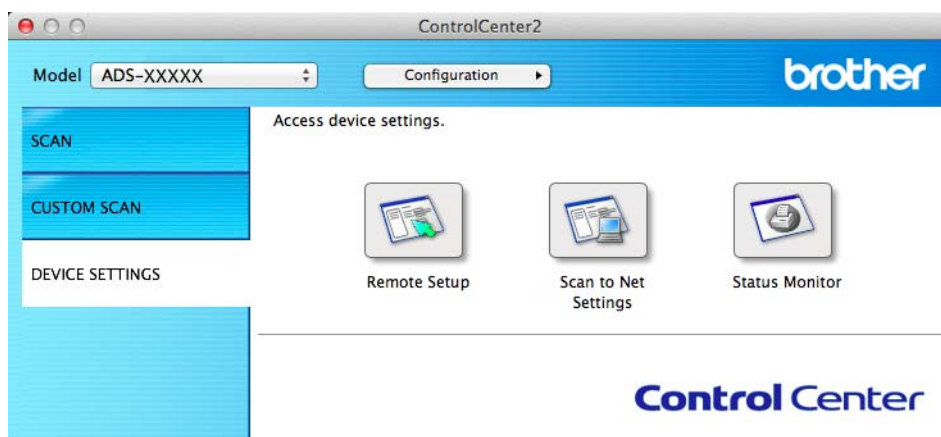 ControlCenter2
Model ADS-XXXXX Configuration
brother
SCAN
CUSTOM SCAN
DEVICE SETTINGS
Access device settings.
Remote Setup
Scan to Net
Settings
Status Monitor
Control Center